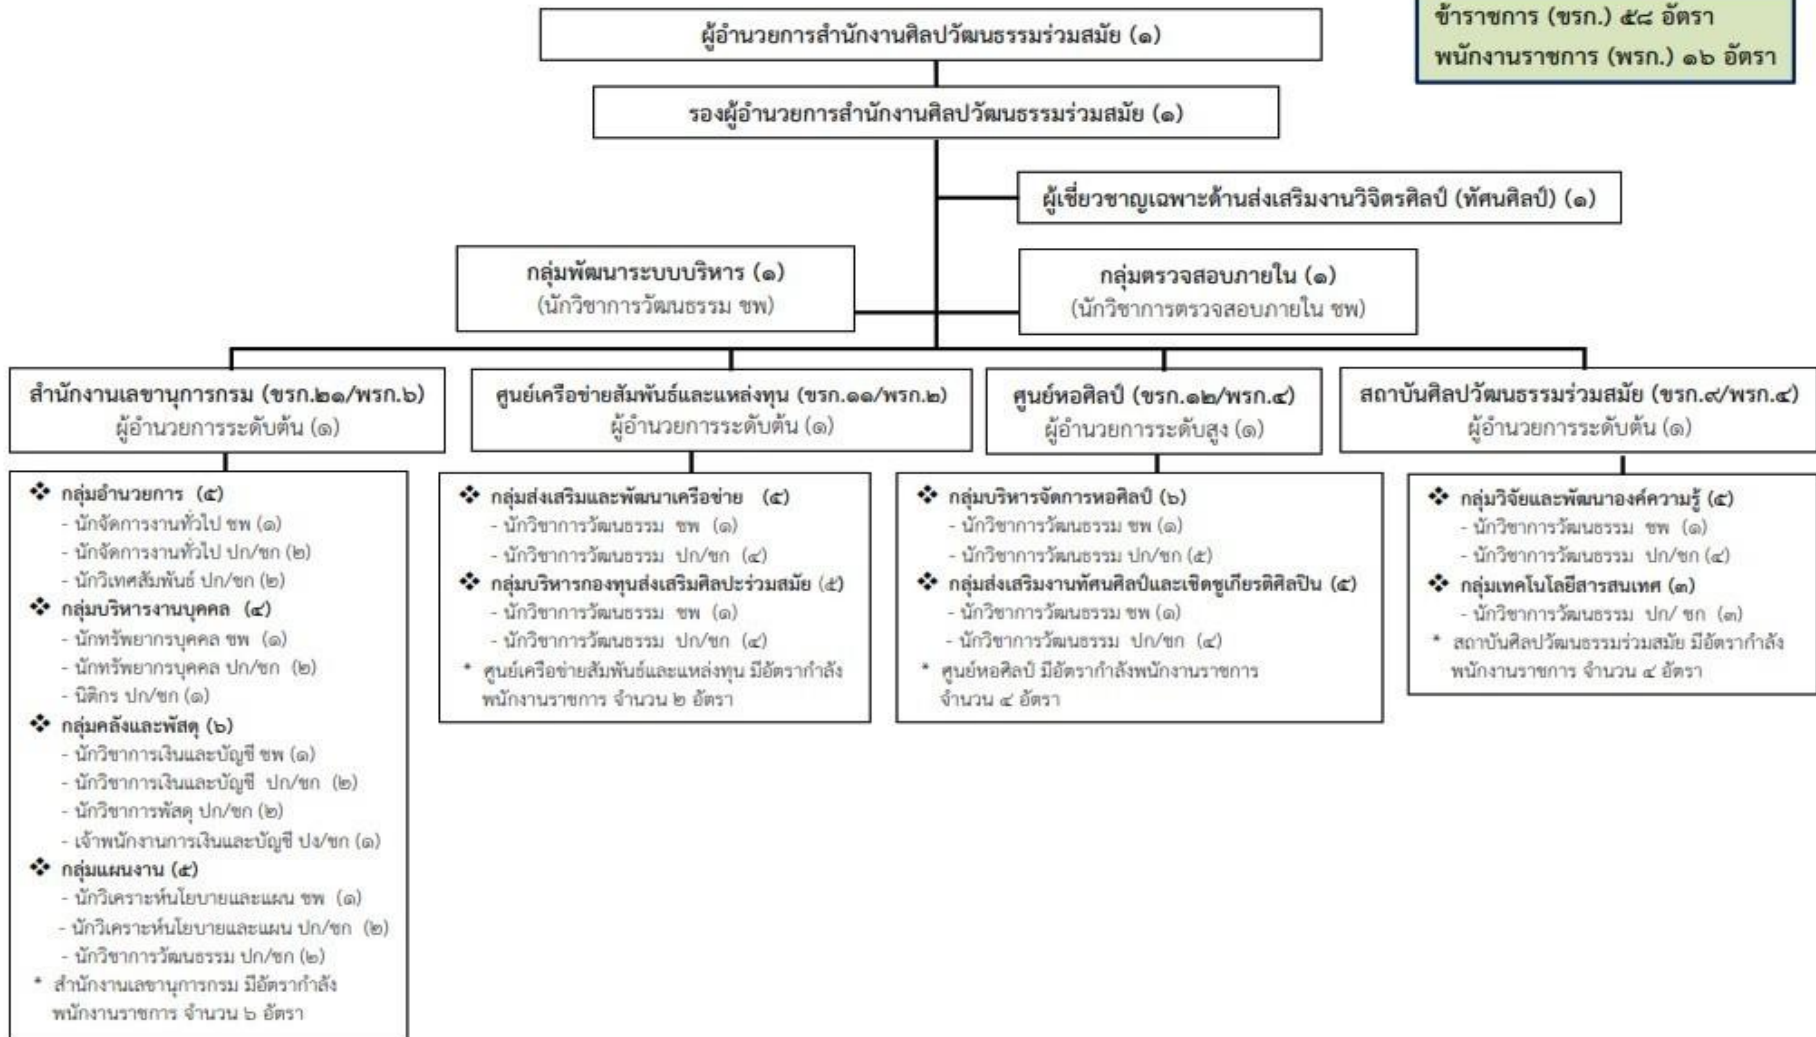 ข้าราชการ (ขรก.) ๕๘ อัตรา
พนักงานราชการ (พรก.) ๑๖ อัตรา
ผู้อำนวยการสำนักงานศิลปวัฒนธรรมร่วมสมัย (๑)
รองผู้อำนวยการสำนักงานศิลปวัฒนธรรมร่วมสมัย (๑)
ผู้เชี่ยวชาญเฉพาะด้านส่งเสริมงานวิจิตรศิลป์ (ทัศนศิลป์) (๑)
กลุ่มพัฒนาระบบบริหาร (๑)
(นักวิชาการวัฒนธรรม ชพ)
กลุ่มตรวจสอบภายใน (๑)
(นักวิชาการตรวจสอบภายใน ชพ)
สำนักงานเลขานุการกรม (ขรก.๒๑/พรก.๖)
ผู้อำนวยการระดับต้น (๑)
❖ กลุ่มอำนวยการ (๕)
- นักจัดการงานทั่วไป ชพ (๑)
- นักจัดการงานทั่วไป ปก/ชก (๒)
- นักวิเทศสัมพันธ์ ปก/ชก (๒)
❖ กลุ่มบริหารงานบุคคล (๔)
- นักทรัพยากรบุคคล ชพ (๑)
- นักทรัพยากรบุคคล ปก/ชก (๒)
- นิติกร ปก/ชก (๑)
❖ กลุ่มคลังและพัสดุ (๖)
- นักวิชาการเงินและบัญชี ชพ (๑)
- นักวิชาการเงินและบัญชี ปก/ชก (๒)
- นักวิชาการพัสดุ ปก/ชก (๒)
- เจ้าพนักงานการเงินและบัญชี ปง/ชก (๑)
❖ กลุ่มแผนงาน (๕)
- นักวิเคราะห์นโยบายและแผน ชพ (๑)
- นักวิเคราะห์นโยบายและแผน ปก/ชก (๒)
- นักวิชาการวัฒนธรรม ปก/ชก (๒)
* สำนักงานเลขานุการกรม มีอัตรากำลัง
พนักงานราชการ จำนวน ๖ อัตรา
ศูนย์เครือข่ายสัมพันธ์และแหล่งทุน (ขรก.๑๑/พรก.๒)
ผู้อำนวยการระดับต้น (๑)
❖ กลุ่มส่งเสริมและพัฒนาเครือข่าย (๕)
- นักวิชาการวัฒนธรรม ชพ (๑)
- นักวิชาการวัฒนธรรม ปก/ชก (๔)
❖ กลุ่มบริหารกองทุนส่งเสริมศิลปะร่วมสมัย (๕)
- นักวิชาการวัฒนธรรม ชพ (๑)
- นักวิชาการวัฒนธรรม ปก/ชก (๔)
* ศูนย์เครือข่ายสัมพันธ์และแหล่งทุน มีอัตรากำลัง
พนักงานราชการ จำนวน ๒ อัตรา
ศูนย์หอศิลป์ (ขรก.๑๒/พรก.๔)
ผู้อำนวยการระดับสูง (๑)
❖ กลุ่มบริหารจัดการหอศิลป์ (๖)
- นักวิชาการวัฒนธรรม ชพ (๑)
- นักวิชาการวัฒนธรรม ปก/ชก (๕)
❖ กลุ่มส่งเสริมงานทัศนศิลป์และเชิดชูเกียรติศิลปิน (๕)
- นักวิชาการวัฒนธรรม ชพ (๑)
- นักวิชาการวัฒนธรรม ปก/ชก (๔)
* ศูนย์หอศิลป์ มีอัตรากำลังพนักงานราชการ
จำนวน ๔ อัตรา
สถาบันศิลปวัฒนธรรมร่วมสมัย (ขรก.๙/พรก.๔)
ผู้อำนวยการระดับต้น (๑)
❖ กลุ่มวิจัยและพัฒนาองค์ความรู้ (๕)
- นักวิชาการวัฒนธรรม ชพ (๑)
- นักวิชาการวัฒนธรรม ปก/ชก (๔)
❖ กลุ่มเทคโนโลยีสารสนเทศ (๓)
- นักวิชาการวัฒนธรรม ปก/ ชก (๓)
* สถาบันศิลปวัฒนธรรมร่วมสมัย มีอัตรากำลัง
พนักงานราชการ จำนวน ๔ อัตรา